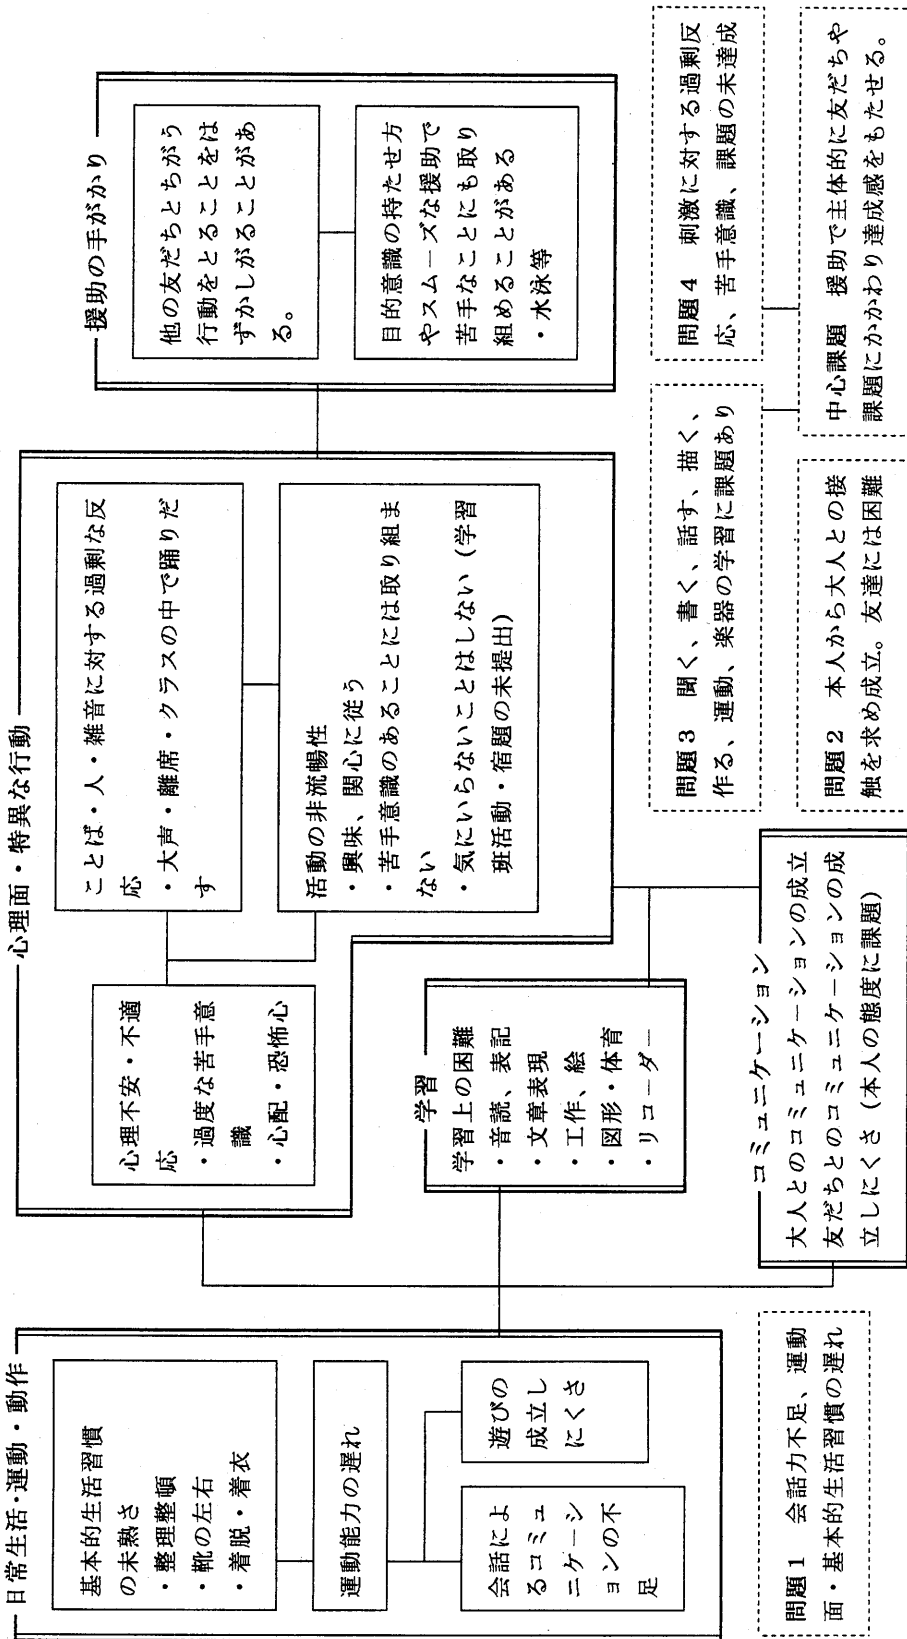 日常生活・運動・動作
基本的生活習慣
の未熟さ
・整理整頓
・靴の左右
・着脱・着衣
運動能力の遅れ
会話によ
るコミュ
ニケーシ
ョンの不
足
遊びの
成立し
にくさ
問題1 会話力不足、運動
面・基本的生活習慣の遅れ
心理面・特異な行動
心理不安・不適
応
・過度な苦手意
識
・心配・恐怖心
ことば・人・雑音に対する過剰な反
応
・大声・離席・クラスの中で踊りだ
す
活動の非流暢性
・興味、関心に従う
・苦手意識のあることには取り組ま
ない
・気にいらないことはしない(学習
班活動・宿題の未提出)
学習
学習上の困難
・音読、表記
・文章表現
・工作、絵
・図形・体育
・リコーダー
コミュニケーション
大人とのコミュニケーションの成立
友だちとのコミュニケーションの成
立しにくさ(本人の態度に課題)
援助の手がかり
他の友だちとちがう
行動をとることをは
ずかしがることがあ
る。
目的意識の持たせ方
やスムーズな援助で
苦手なことにも取り
組めることがある
・水泳等
問題3 聞く、書く、話す、描く、
作る、運動、楽器の学習に課題あり
問題4 刺激に対する過剰反
応、苦手意識、課題の未達成
問題2 本人から大人との接
触を求め成立。友達には困難
中心課題 援助で主体的に友だちや
課題にかかわり達成感をもたせる。